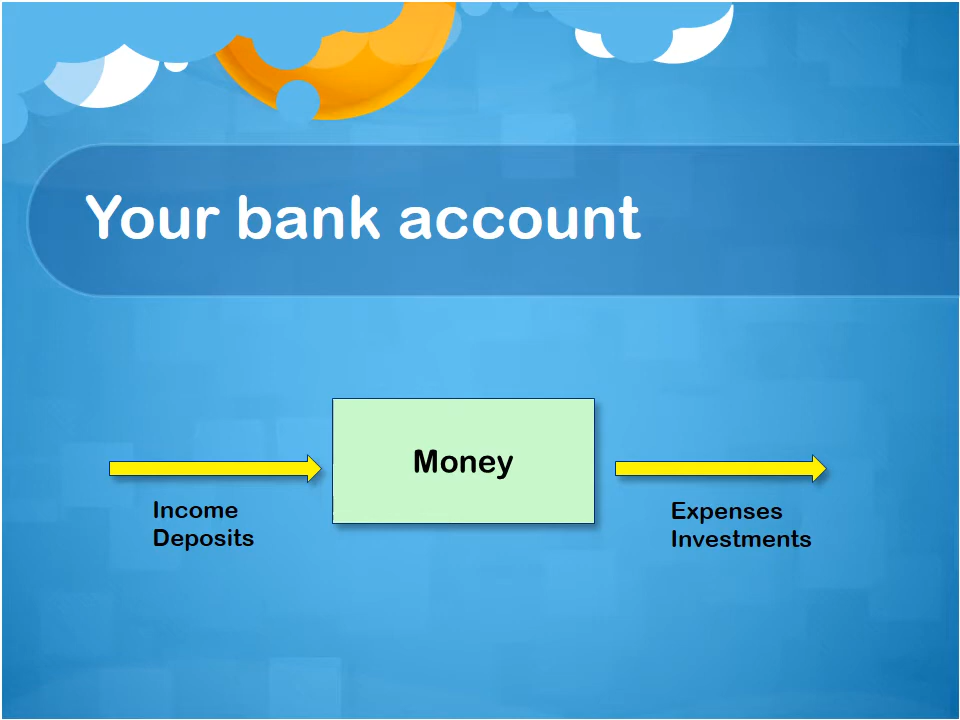 Your bank account
Money
Income
Deposits
Expenses
Investments